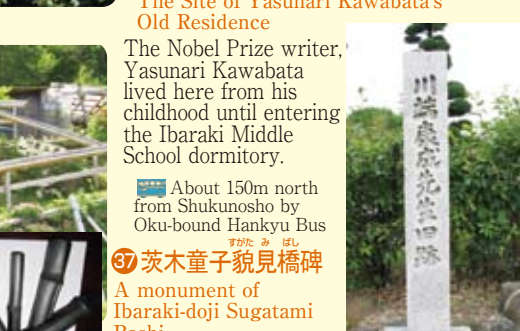 The Site of Yasunari Kawabata's
Old Residence
The Nobel Prize writer,
Yasunari Kawabata
lived here from his
childhood until entering
the Ibaraki Middle
School dormitory.
About 150m north
from Shukunosho by
Oku-bound Hankyu Bus
すがた み ばし
37 茨木童子貌見橋碑
A monument of
Ibaraki-doji Sugatami
Bashi
川端康成先生旧跡